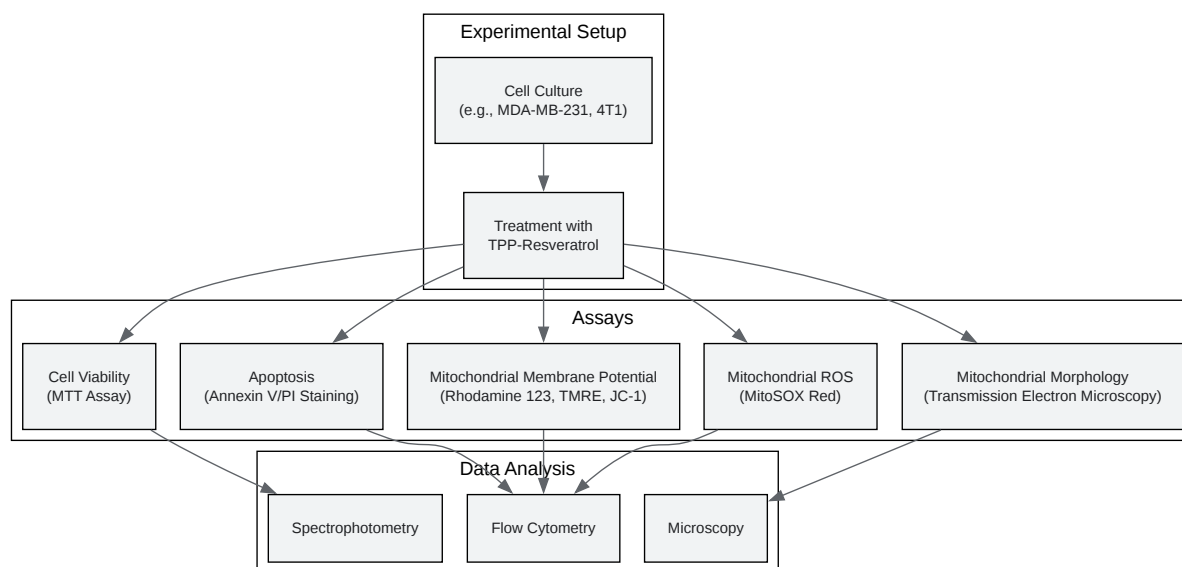 Experimental Setup
Cell Culture
(e.g., MDA-MB-231, 4T1)
Treatment with
TPP-Resveratrol
Assays
Cell Viability
(MTT Assay)
Apoptosis
(Annexin V/PI Staining)
Mitochondrial Membrane Potential
(Rhodamine 123, TMRE, JC-1)
Mitochondrial ROS
(MitoSOX Red)
Mitochondrial Morphology
(Transmission Electron Microscopy)
Data Analysis
Spectrophotometry
Flow Cytometry
Microscopy